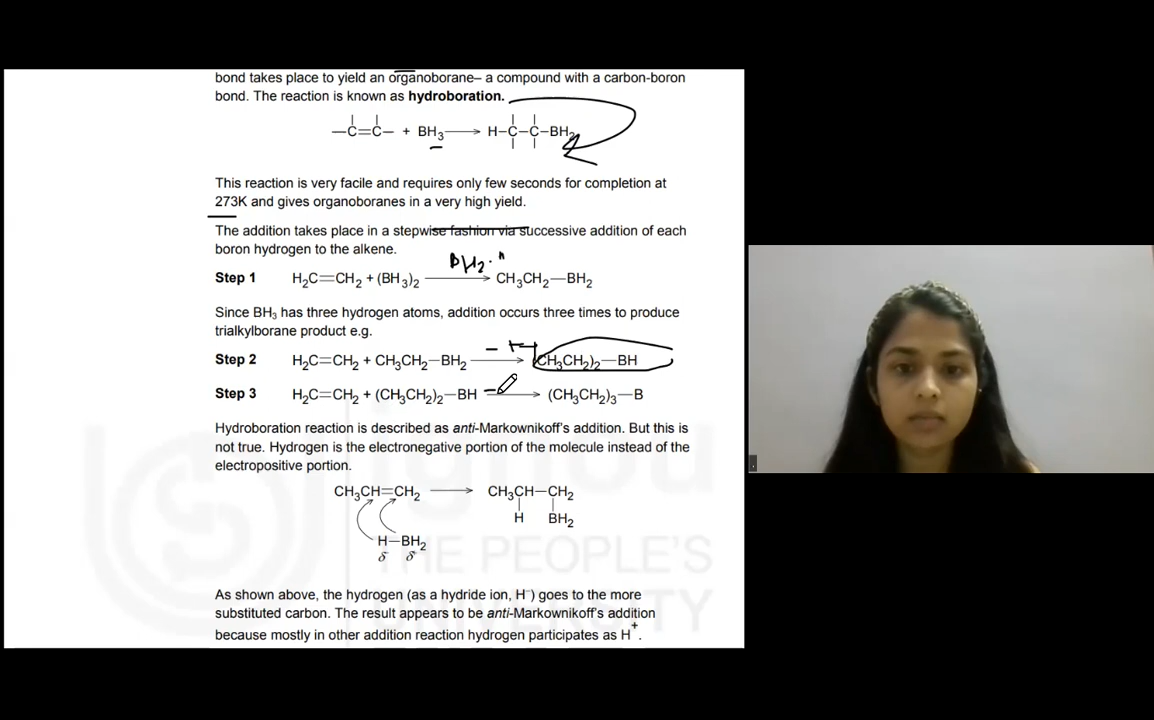 bond takes place to yield an organoborane– a compound with a carbon-boron
bond. The reaction is known as hydroboration.
—C=C— + BH3 ⟶ H–C–C–BH2
This reaction is very facile and requires only few seconds for completion at
273K and gives organoboranes in a very high yield.
The addition takes place in a stepwise fashion via successive addition of each
boron hydrogen to the alkene.
BH2
Step 1 H2C=CH2 + (BH3)2 ⟶ CH3CH2—BH2
Since BH3 has three hydrogen atoms, addition occurs three times to produce
trialkylborane product e.g.
– H
Step 2 H2C=CH2 + CH3CH2–BH2 ⟶ (CH3CH2)2—BH
Step 3 H2C=CH2 + (CH3CH2)2–BH ⟶ (CH3CH2)3–B
Hydroboration reaction is described as anti-Markownikoff's addition. But this is
not true. Hydrogen is the electronegative portion of the molecule instead of the
electropositive portion.
CH3CH=CH2 ⟶ CH3CH–CH2
H BH2
H–BH2
δ δ
ignou
THE PEOPLE'S
UNIVERSITY
As shown above, the hydrogen (as a hydride ion, H⁻) goes to the more
substituted carbon. The result appears to be anti-Markownikoff's addition
because mostly in other addition reaction hydrogen participates as H⁺.